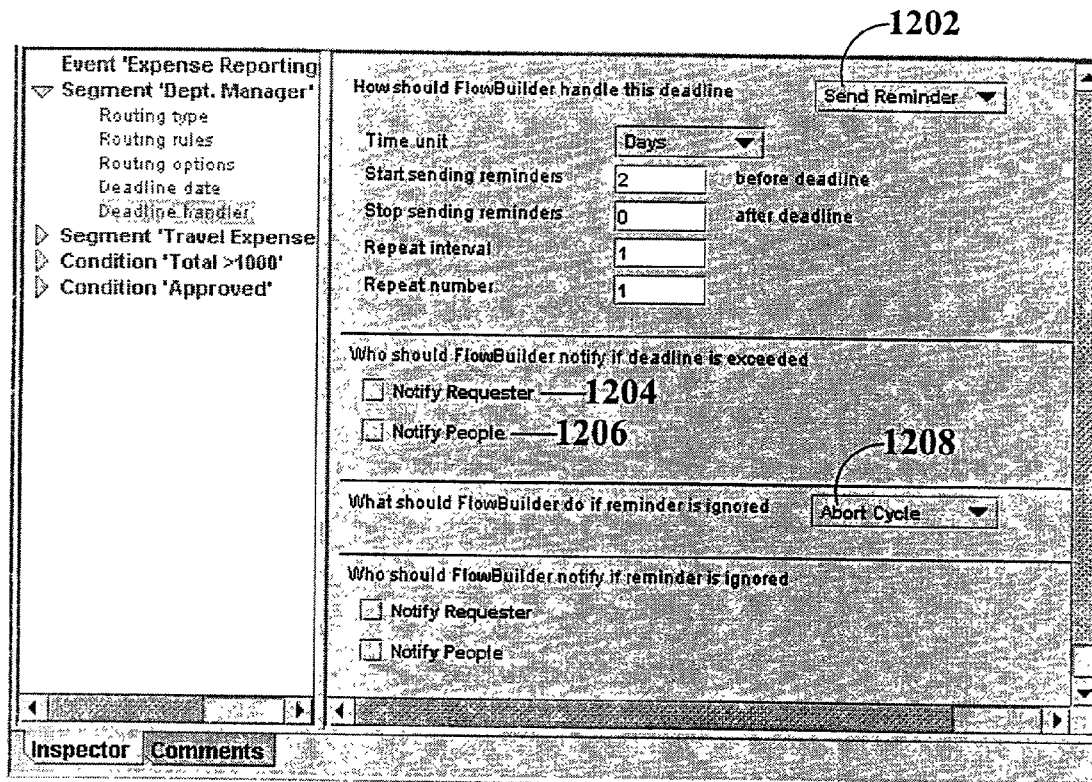 1202
Event 'Expense Reporting
Segment 'Dept. Manager'
Routing type
Routing rules
Routing options
Deadline date
Deadline handler
Segment 'Travel Expense
Condition 'Total >1000'
Condition 'Approved'
How should FlowBuilder handle this deadline Send Reminder
Time unit Days
Start sending reminders 2 before deadline
Stop sending reminders 0 after deadline
Repeat interval 1
Repeat number 1
Who should FlowBuilder notify if deadline is exceeded
Notify Requester 1204
Notify People 1206
1208
What should FlowBuilder do if reminder is ignored Abort Cycle
Who should FlowBuilder notify if reminder is ignored
Notify Requester
Notify People
Inspector Comments